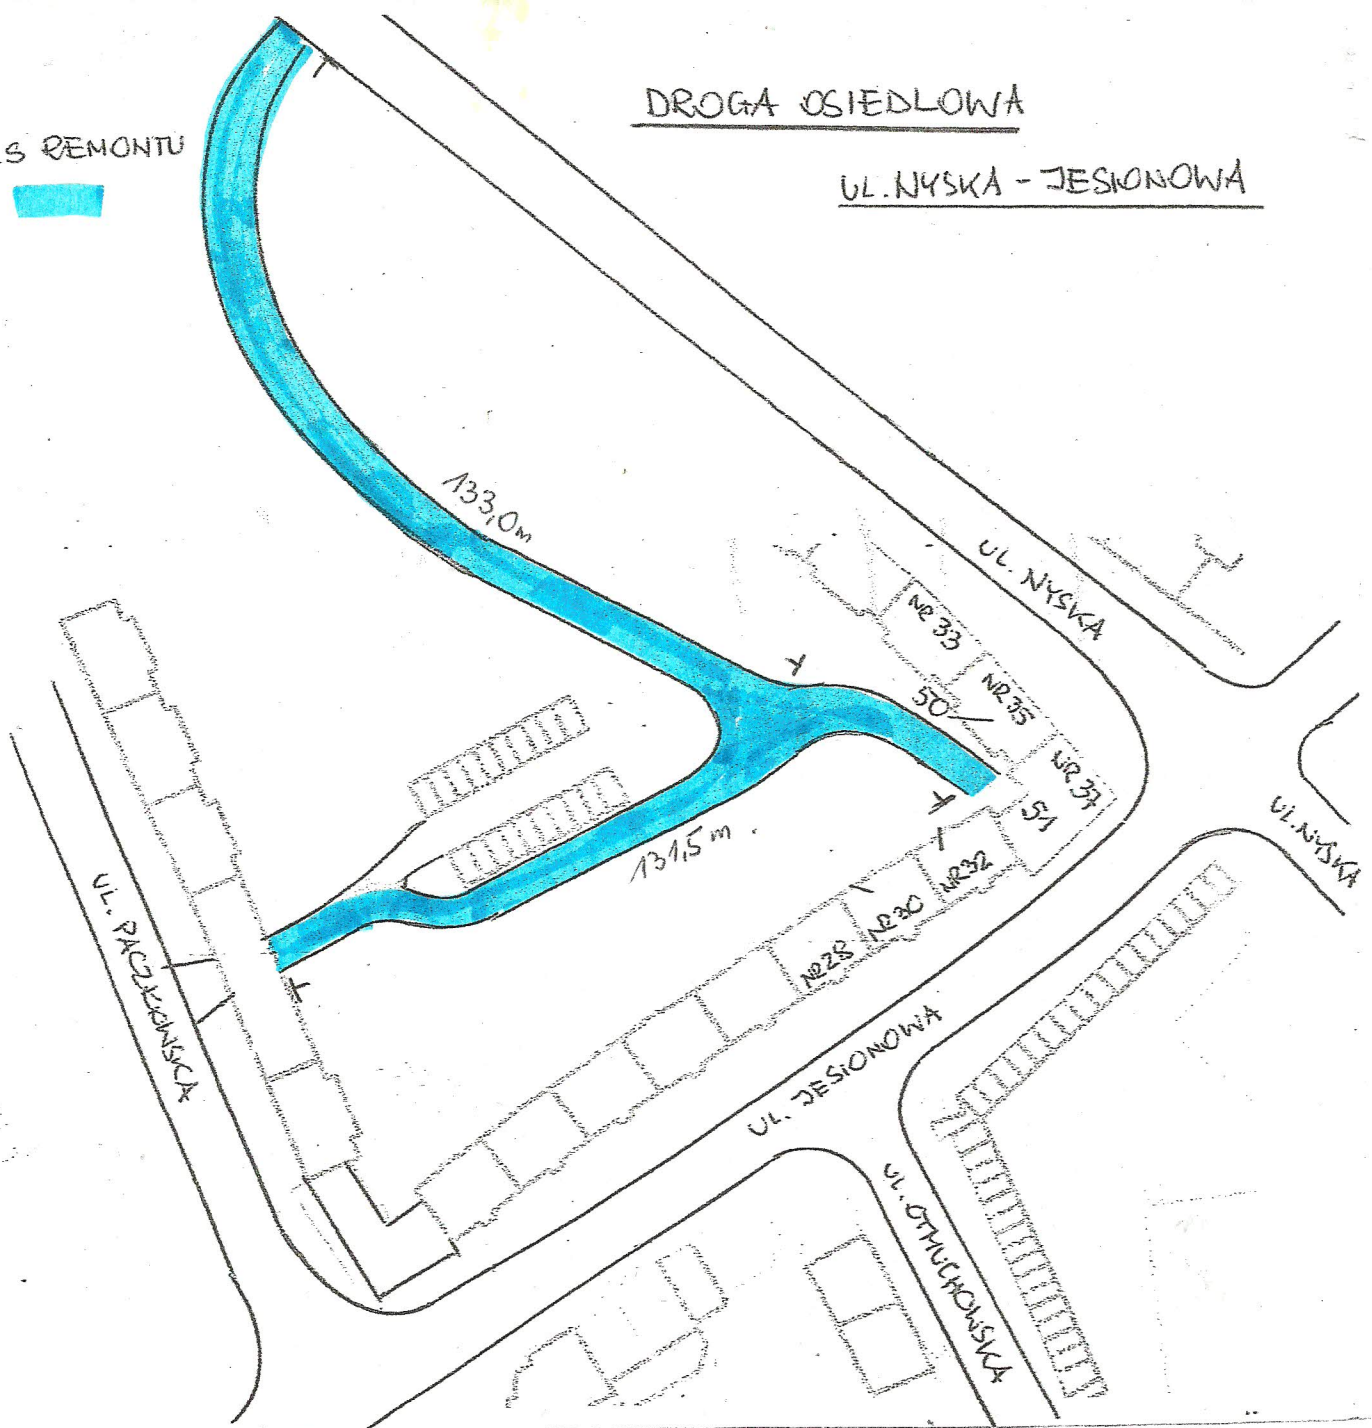 DROGA OSIEDLOWA
UL. NYSKA - JESIONOWA
S REMONTU
133,0m
UL. NYSKA
NR 33
NR 35
50
NR 37
51
131,5m.
NR 32
NR 30
NR 28
UL. NYSKA
UL. PACZKOWSKA
UL. JESIONOWA
UL. OTMUCHOWSKA